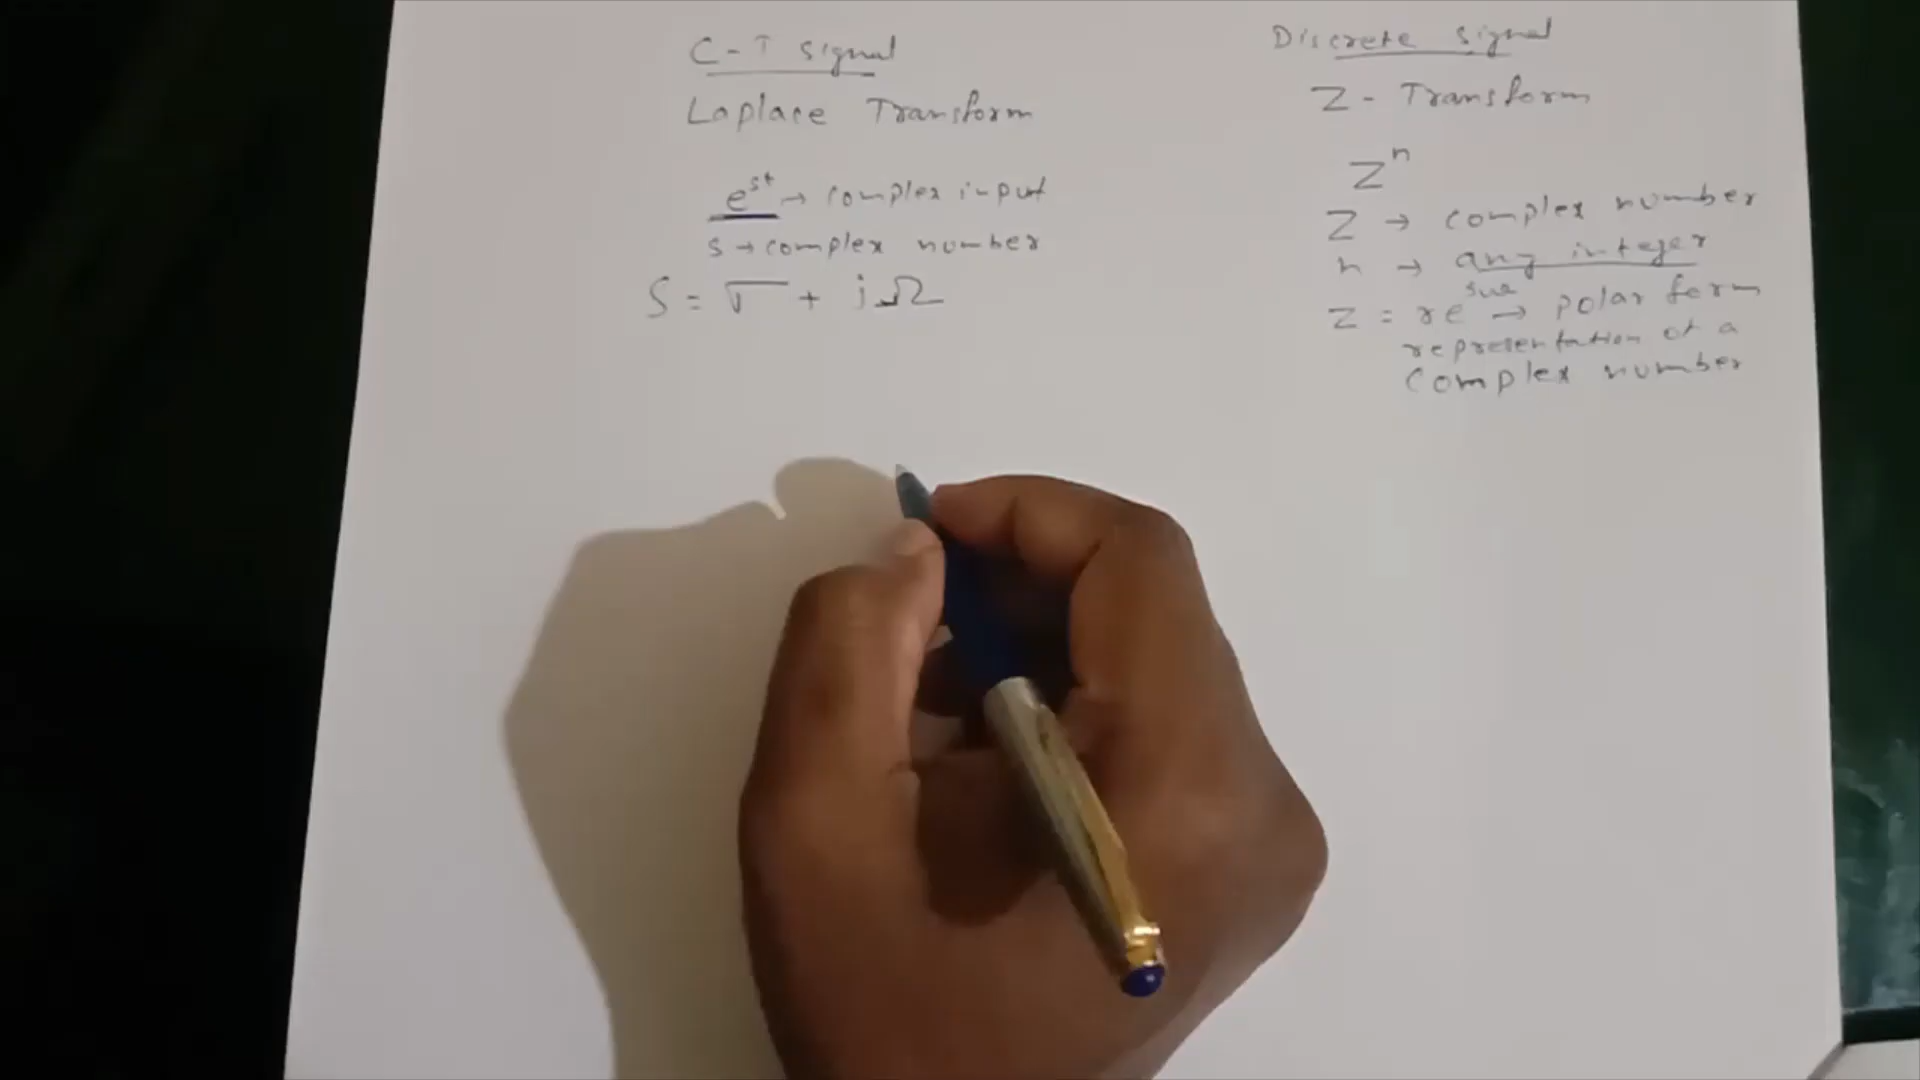 C-T signal
Laplace Transform
e^st → complex input
s → complex number
S = σ + jΩ
Discrete signal
Z - Transform
Z^n
Z → complex number
n → any integer
Z = re^jω → polar form
representation of a
complex number